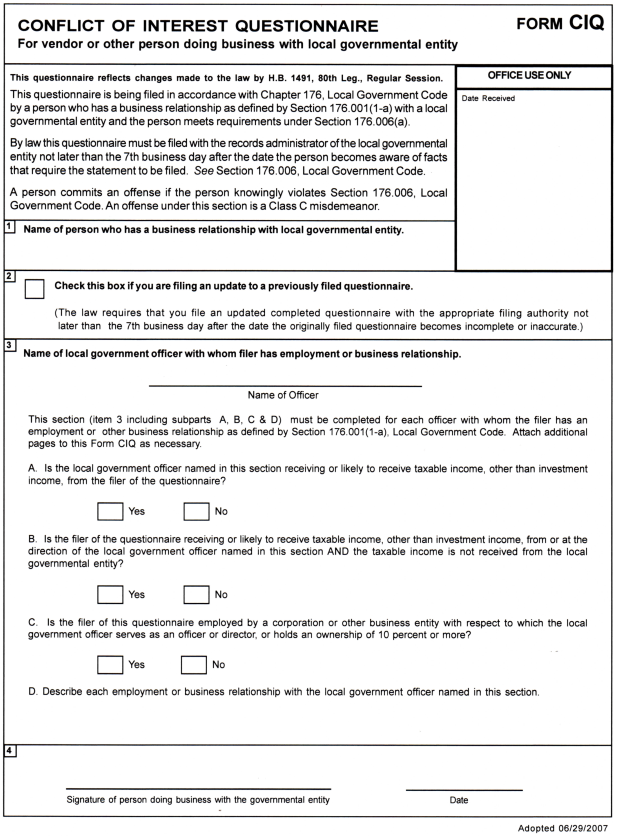 CONFLICT OF INTEREST QUESTIONNAIRE
FORM CIQ
For vendor or other person doing business with local governmental entity
This questionnaire reflects changes made to the law by H.B. 1491, 80th Leg., Regular Session.
OFFICE USE ONLY
This questionnaire is being filed in accordance with Chapter 176, Local Government Code
by a person who has a business relationship as defined by Section 176.001(1-a) with a local
governmental entity and the person meets requirements under Section 176.006(a).
Date Received
By law this questionnaire must be filed with the records administrator of the local governmental
entity not later than the 7th business day after the date the person becomes aware of facts
that require the statement to be filed. See Section 176.006, Local Government Code.
A person commits an offense if the person knowingly violates Section 176.006, Local
Government Code. An offense under this section is a Class C misdemeanor.
1 Name of person who has a business relationship with local governmental entity.
2
Check this box if you are filing an update to a previously filed questionnaire.
(The law requires that you file an updated completed questionnaire with the appropriate filing authority not
later than the 7th business day after the date the originally filed questionnaire becomes incomplete or inaccurate.)
3
Name of local government officer with whom filer has employment or business relationship.
Name of Officer
This section (item 3 including subparts A, B, C & D) must be completed for each officer with whom the filer has an
employment or other business relationship as defined by Section 176.001(1-a), Local Government Code. Attach additional
pages to this Form CIQ as necessary.
A. Is the local government officer named in this section receiving or likely to receive taxable income, other than investment
income, from the filer of the questionnaire?
Yes No
B. Is the filer of the questionnaire receiving or likely to receive taxable income, other than investment income, from or at the
direction of the local government officer named in this section AND the taxable income is not received from the local
governmental entity?
Yes No
C. Is the filer of this questionnaire employed by a corporation or other business entity with respect to which the local
government officer serves as an officer or director, or holds an ownership of 10 percent or more?
Yes No
D. Describe each employment or business relationship with the local government officer named in this section.
4
Signature of person doing business with the governmental entity Date
Adopted 06/29/2007